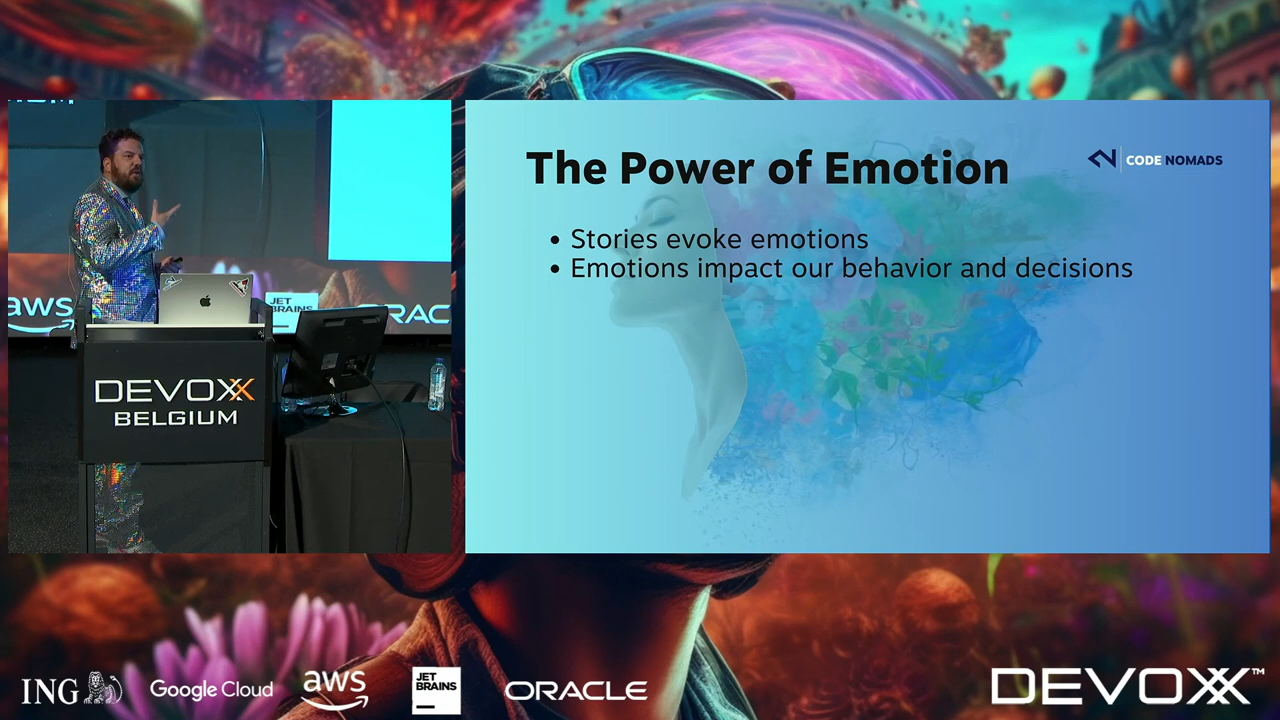 The Power of Emotion
CODE NOMADS
• Stories evoke emotions
• Emotions impact our behavior and decisions
aws
JET
BRAINS
ORAC
DEVOXX
BELGIUM
ING
Google Cloud
aws
JET
BRAINS
ORACLE
DEVOXX™